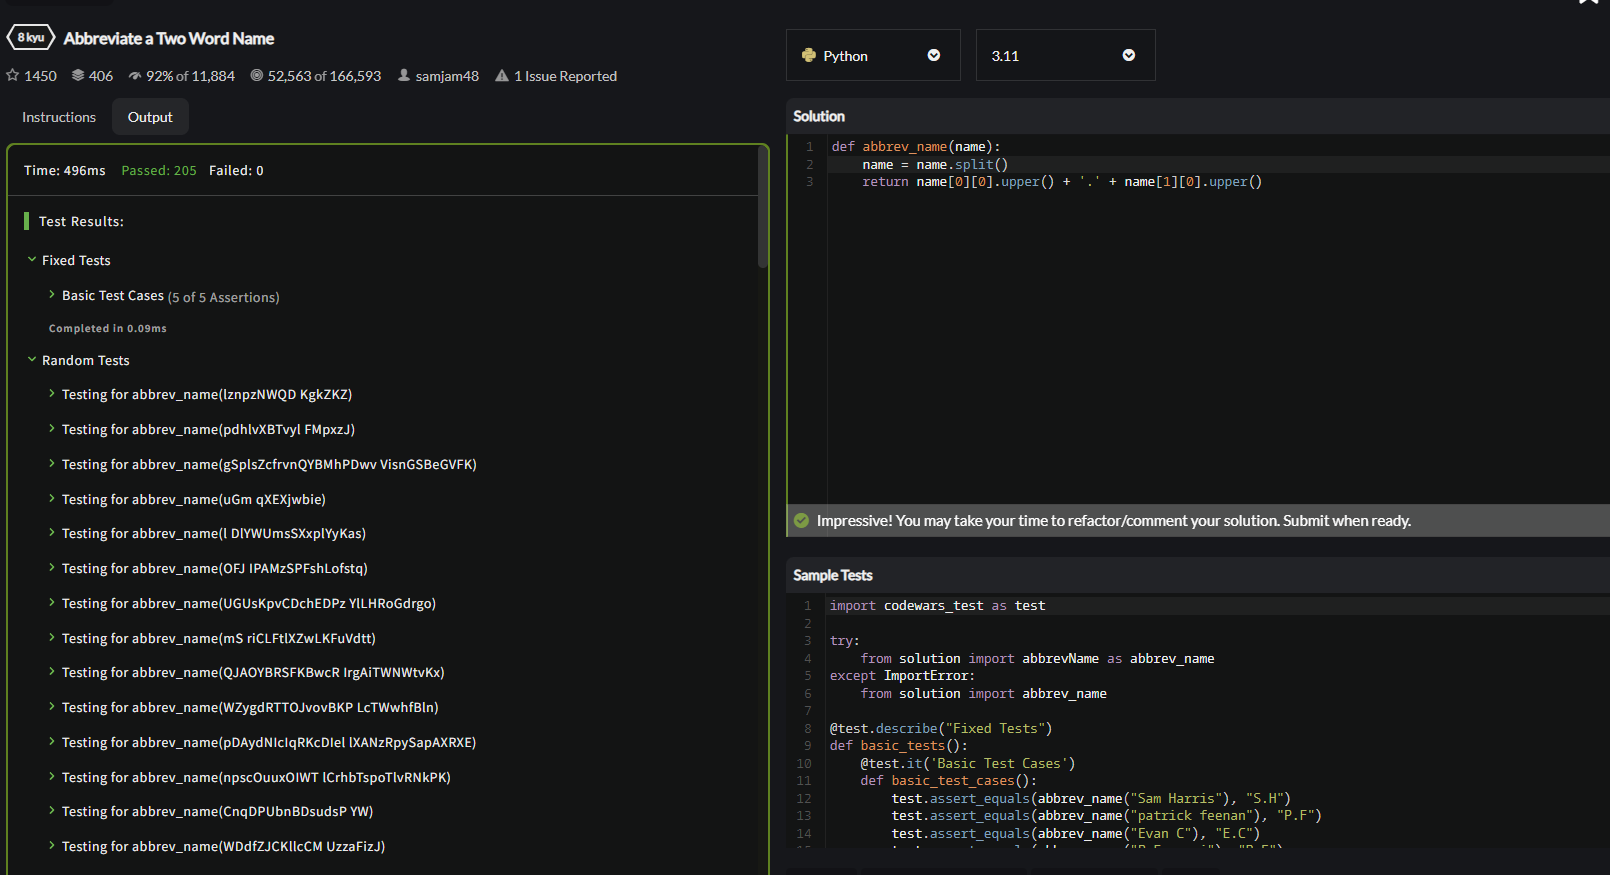 8 kyu Abbreviate a Two Word Name
1450 406 92% of 11,884 52,563 of 166,593 samjam48 1 Issue Reported
Instructions Output
Time: 496ms Passed: 205 Failed: 0
Test Results:
Fixed Tests
Basic Test Cases (5 of 5 Assertions)
Completed in 0.09ms
Random Tests
Testing for abbrev_name(lznpzNWQD KgkZKZ)
Testing for abbrev_name(pdhlvXBTvyl FMpxzJ)
Testing for abbrev_name(gSplsZcfrvnQYBMhPDwv VisnGSBeGVFK)
Testing for abbrev_name(uGm qXEXjwbie)
Testing for abbrev_name(l DlYWUmsSXxplYyKas)
Testing for abbrev_name(OFJ IPAMzSPFshLofstq)
Testing for abbrev_name(UGUsKpvCDchEDPz YlLHRoGdrgo)
Testing for abbrev_name(mS riCLFtlXZwLKFuVdtt)
Testing for abbrev_name(QJAOYBRSFKBwcR IrgAiTWNWtvKx)
Testing for abbrev_name(WZygdRTTOJvovBKP LcTWwhfBln)
Testing for abbrev_name(pDAydNIcIqRKcDIel lXANzRpySapAXRXE)
Testing for abbrev_name(npscOuuxOIWT lCrhbTspoTlvRNkPK)
Testing for abbrev_name(CnqDPUbnBDsudsP YW)
Testing for abbrev_name(WDdfZJCKllcCM UzzaFizJ)
Python 3.11
Solution
1 def abbrev_name(name):
2 name = name.split()
3 return name[0][0].upper() + '.' + name[1][0].upper()
Impressive! You may take your time to refactor/comment your solution. Submit when ready.
Sample Tests
1 import codewars_test as test
2
3 try:
4 from solution import abbrevName as abbrev_name
5 except ImportError:
6 from solution import abbrev_name
7
8 @test.describe("Fixed Tests")
9 def basic_tests():
10 @test.it('Basic Test Cases')
11 def basic_test_cases():
12 test.assert_equals(abbrev_name("Sam Harris"), "S.H")
13 test.assert_equals(abbrev_name("patrick feenan"), "P.F")
14 test.assert_equals(abbrev_name("Evan C"), "E.C")